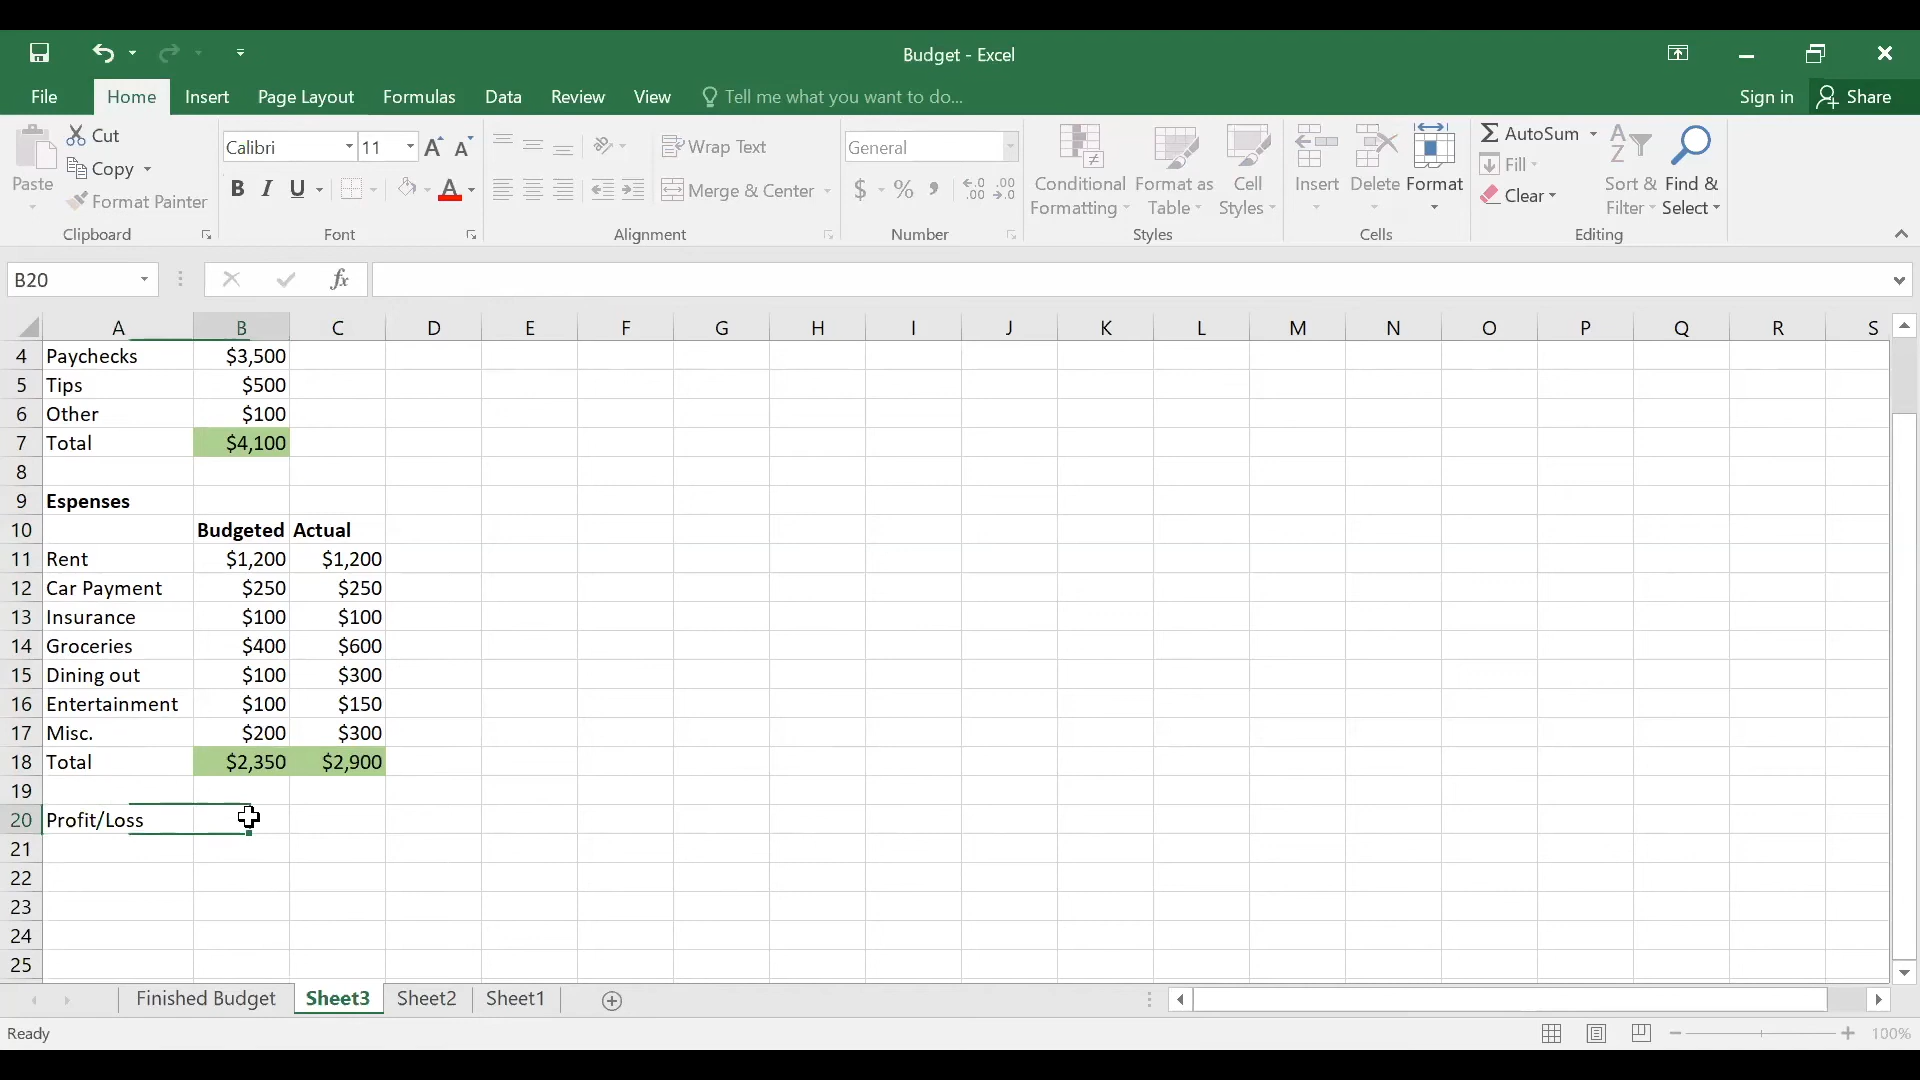 Budget - Excel
File Home Insert Page Layout Formulas Data Review View Tell me what you want to do... Sign in Share
Paste Cut Copy Format Painter Clipboard
Calibri 11 A A B I U A Font
Wrap Text Merge & Center Alignment
General $ % , .0 .00 .00 .0 Number
Conditional Formatting Format as Table Cell Styles Styles
Insert Delete Format Cells
AutoSum Fill Clear Sort & Filter Find & Select Editing
B20 fx
A B C D E F G H I J K L M N O P Q R S
4 Paychecks $3,500
5 Tips $500
6 Other $100
7 Total $4,100
8
9 Espenses
10 Budgeted Actual
11 Rent $1,200 $1,200
12 Car Payment $250 $250
13 Insurance $100 $100
14 Groceries $400 $600
15 Dining out $100 $300
16 Entertainment $100 $150
17 Misc. $200 $300
18 Total $2,350 $2,900
19
20 Profit/Loss
21
22
23
24
25
Finished Budget Sheet3 Sheet2 Sheet1
Ready 100%